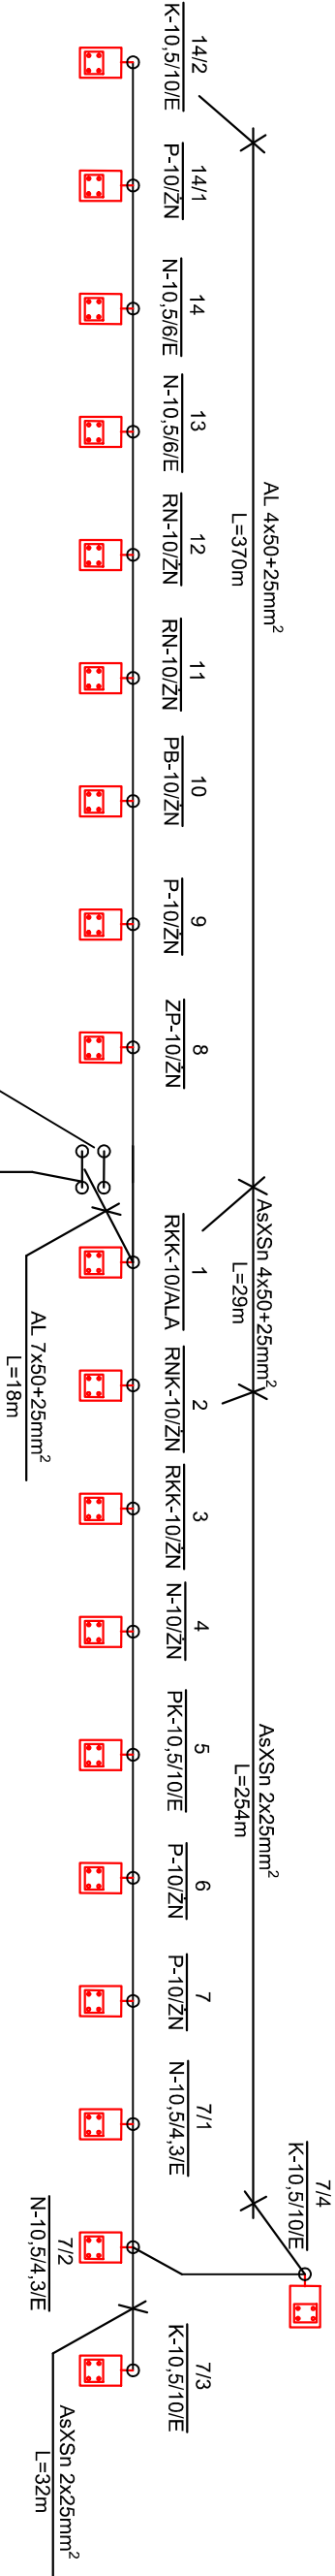 14/2
K-10,5/10/E
14/1
P-10/ŻN
14
N-10,5/6/E
13
N-10,5/6/E
12
RN-10/ŻN
11
RN-10/ŻN
10
PB-10/ŻN
9
P-10/ŻN
8
ZP-10/ŻN
1
RKK-10/ALA
2
RNK-10/ŻN
3
RKK-10/ŻN
4
N-10/ŻN
5
PK-10,5/10/E
6
P-10/ŻN
7
P-10/ŻN
7/1
N-10,5/4,3/E
7/2
N-10,5/4,3/E
7/3
K-10,5/10/E
7/4
K-10,5/10/E
AL 4x50+25mm²
L=370m
AsXSn 4x50+25mm²
L=29m
AsXSn 2x25mm²
L=254m
AL 7x50+25mm²
L=18m
AsXSn 2x25mm²
L=32m